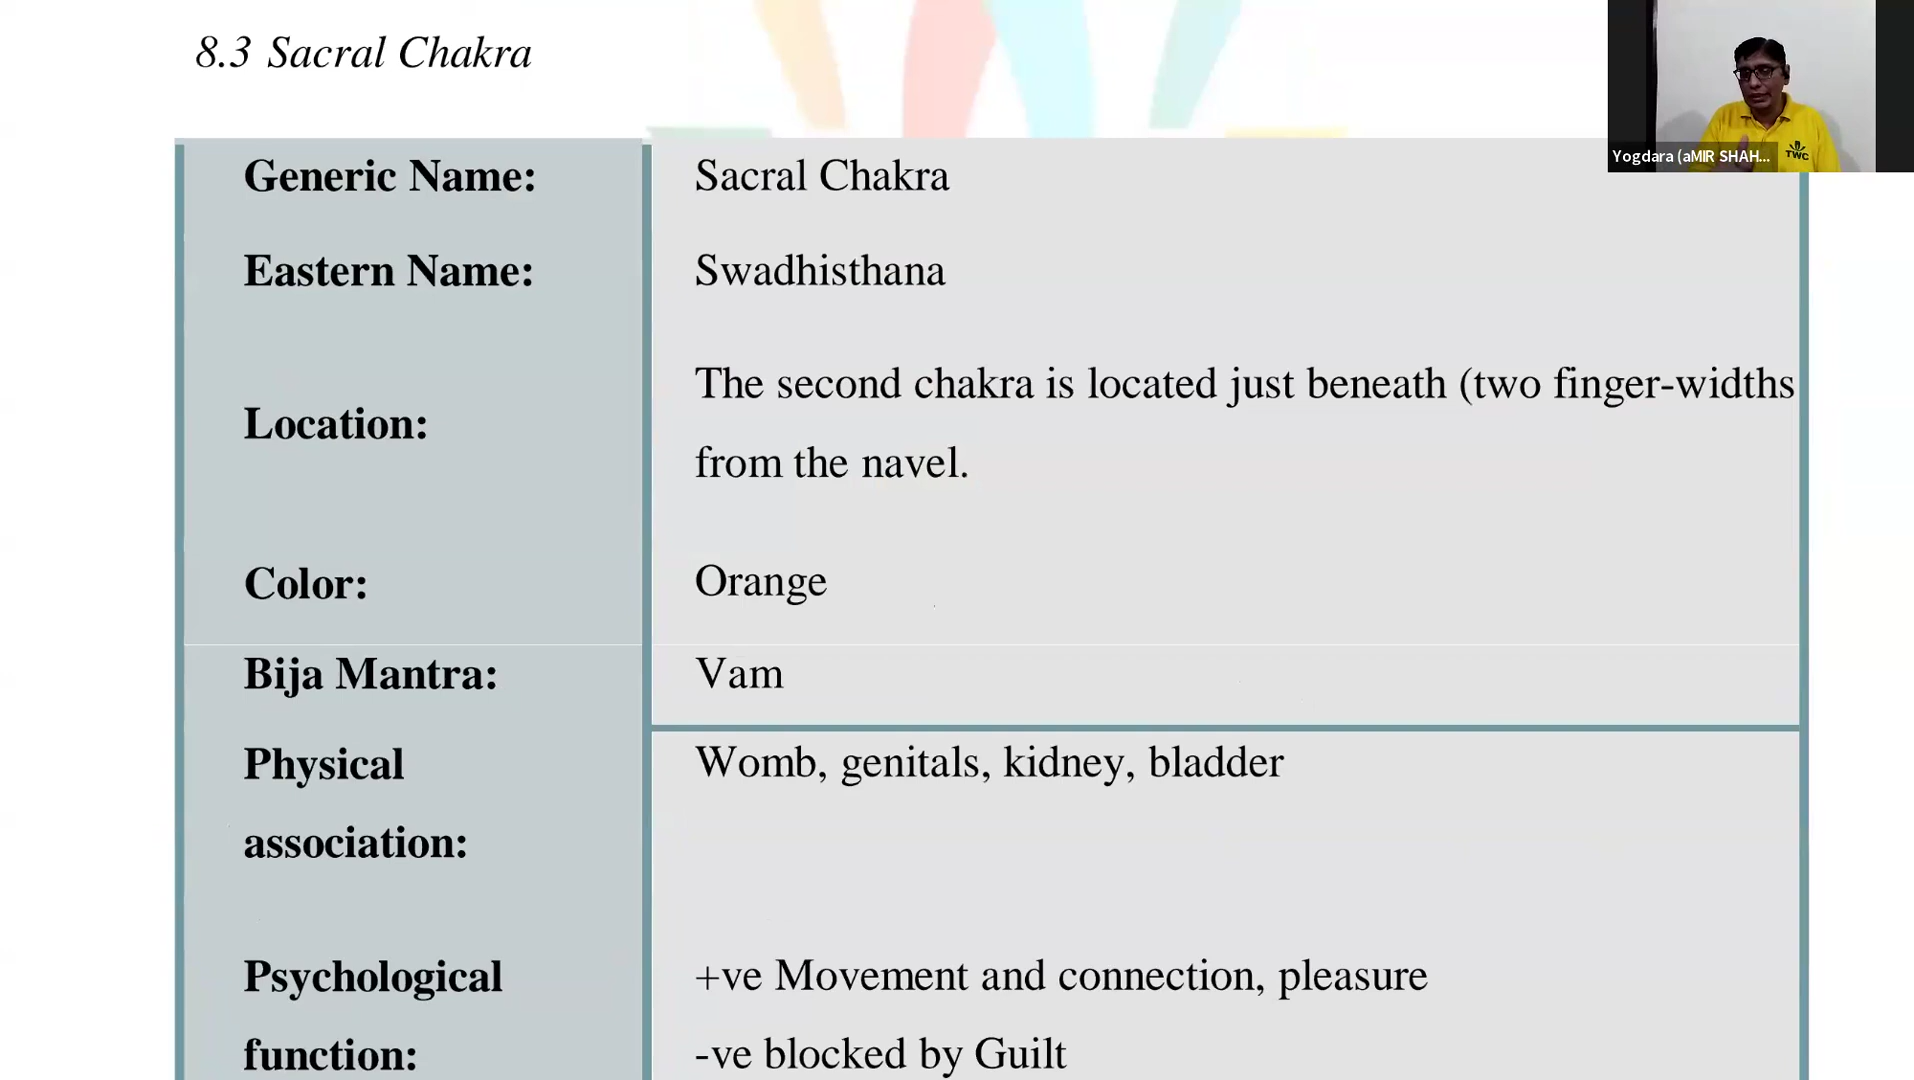 8.3 Sacral Chakra
Yogdara (aMIR SHAH...
TWC
Generic Name: Sacral Chakra
Eastern Name: Swadhisthana
Location: The second chakra is located just beneath (two finger-widths
from the navel.
Color: Orange
Bija Mantra: Vam
Physical
association:
Womb, genitals, kidney, bladder
Psychological
function:
+ve Movement and connection, pleasure
-ve blocked by Guilt